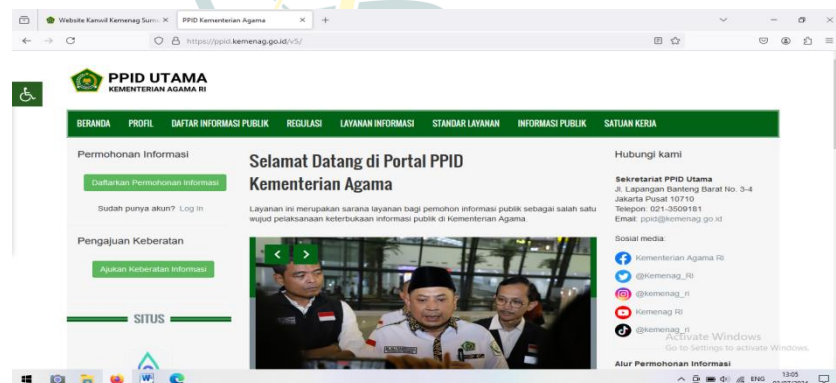 Website Kanwil Kemenag Sum
PPID Kementerian Agama
https://ppid.kemenag.go.id/v5/
PPID UTAMA
KEMENTERIAN AGAMA RI
BERANDA PROFIL DAFTAR INFORMASI PUBLIK REGULASI LAYANAN INFORMASI STANDAR LAYANAN INFORMASI PUBLIK SATUAN KERJA
Permohonan Informasi
Daftarkan Permohonan Informasi
Sudah punya akun? Log In
Pengajuan Keberatan
Ajukan Keberatan Informasi
SITUS
Selamat Datang di Portal PPID
Kementerian Agama
Layanan ini merupakan sarana layanan bagi pemohon informasi publik sebagai salah satu
wujud pelaksanaan keterbukaan informasi publik di Kementerian Agama.
Hubungi kami
Sekretariat PPID Utama
Jl. Lapangan Banteng Barat No. 3-4
Jakarta Pusat 10710
Telepon: 021-3509181
Email: ppid@kemenag.go.id
Sosial media:
Kementerian Agama RI
@Kemenag_RI
@kemenag_ri
Kemenag RI
@kemenag_ri
Alur Permohonan Informasi
Activate Windows
Go to Settings to activate Windows.
ENG
13:05